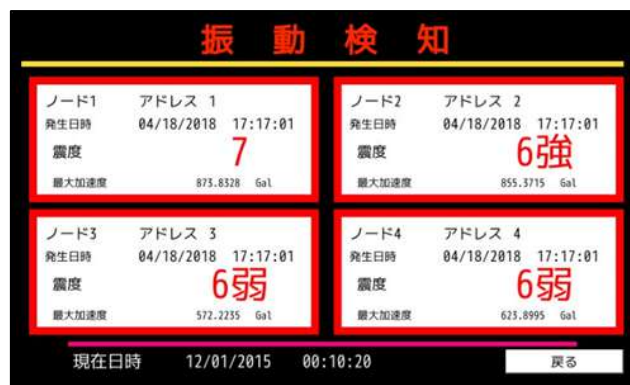 振動検知
ノード1 アドレス 1
発生日時 04/18/2018 17:17:01
震度 7
最大加速度 873.8328 Gal
ノード2 アドレス 2
発生日時 04/18/2018 17:17:01
震度 6強
最大加速度 855.3715 Gal
ノード3 アドレス 3
発生日時 04/18/2018 17:17:01
震度 6弱
最大加速度 572.2235 Gal
ノード4 アドレス 4
発生日時 04/18/2018 17:17:01
震度 6弱
最大加速度 623.8995 Gal
現在日時 12/01/2015 00:10:20 戻る